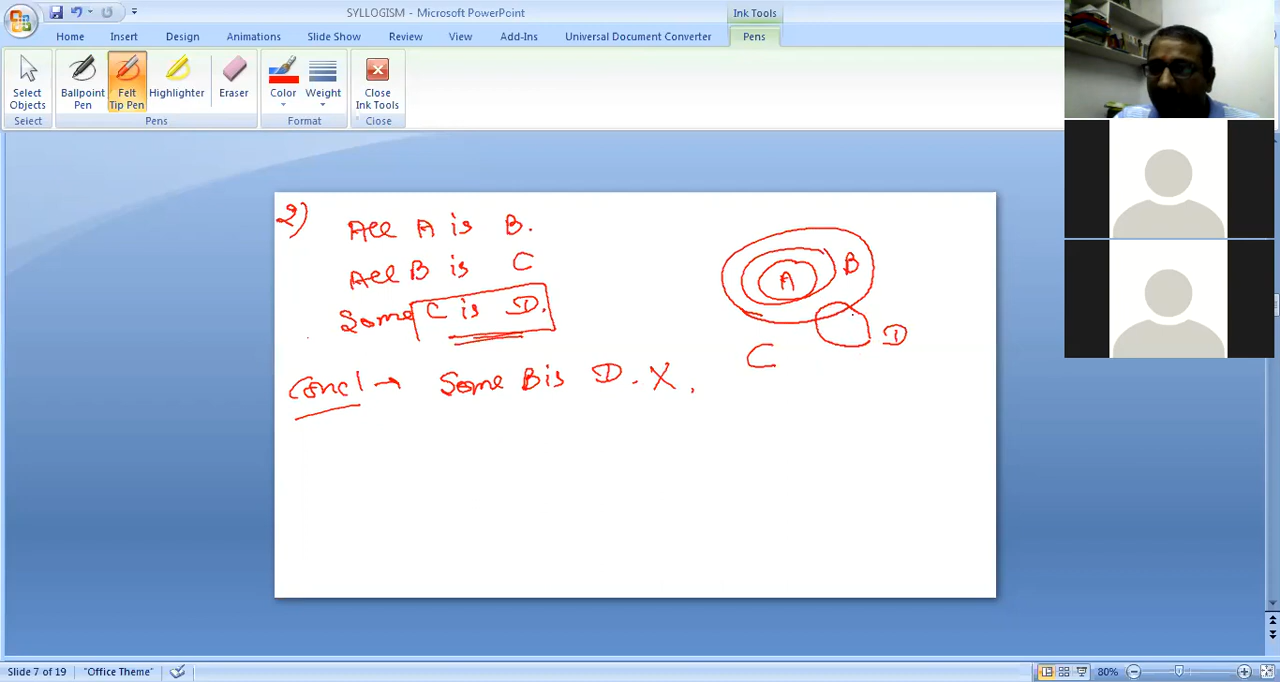 SYLLOGISM - Microsoft PowerPoint
Ink Tools
Home Insert Design Animations Slide Show Review View Add-Ins Universal Document Converter Pens
Select Objects
Ballpoint Pen
Felt Tip Pen
Highlighter
Eraser
Color
Weight
Close Ink Tools
Select Pens Format Close
2) All A is B.
All B is C
Some C is D.
Concl → Some B is D. X.
A
B
C
D
Slide 7 of 19 "Office Theme" 80%